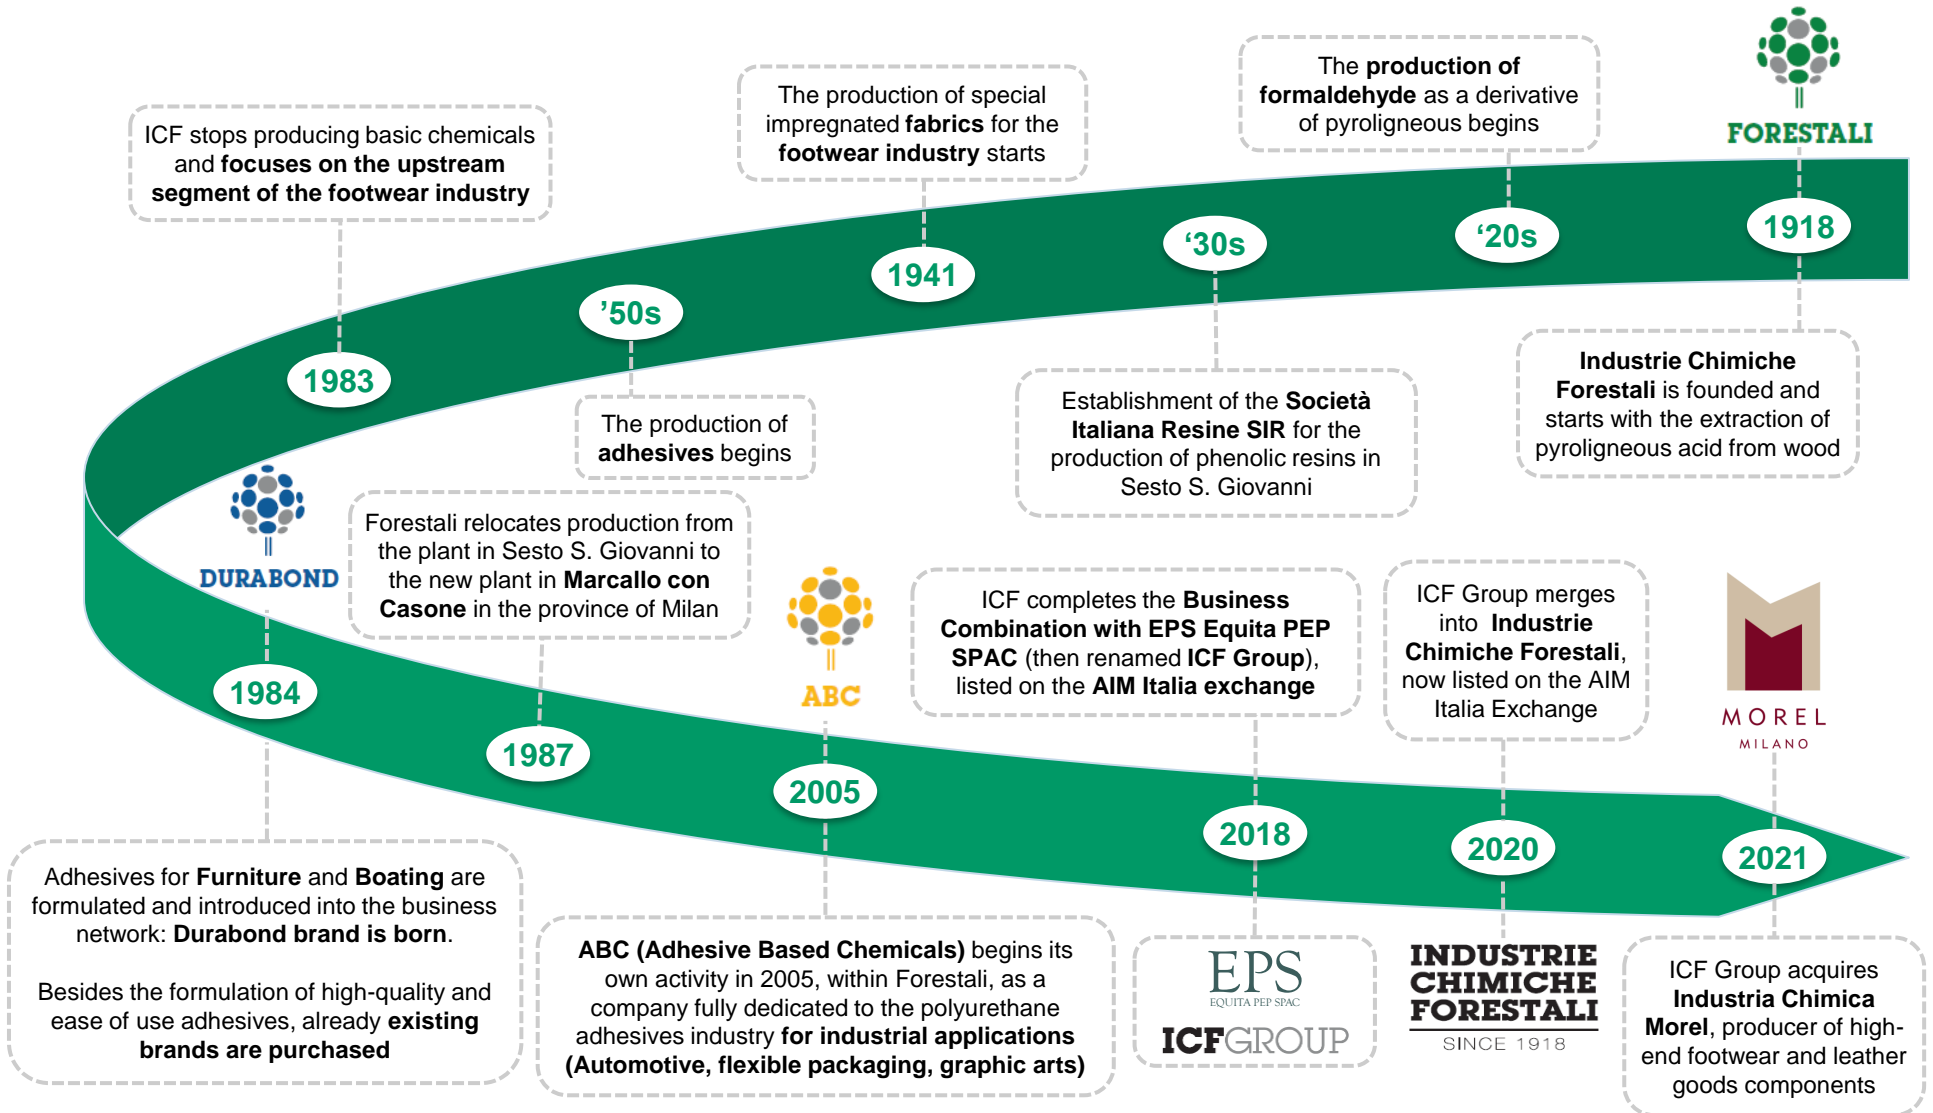 FORESTALI
1918
Industrie Chimiche
Forestali is founded and
starts with the extraction of
pyroligneous acid from wood
The production of
formaldehyde as a derivative
of pyroligneous begins
‘20s
‘30s
Establishment of the Società
Italiana Resine SIR for the
production of phenolic resins in
Sesto S. Giovanni
The production of special
impregnated fabrics for the
footwear industry starts
1941
’50s
The production of
adhesives begins
ICF stops producing basic chemicals
and focuses on the upstream
segment of the footwear industry
1983
DURABOND
1984
Adhesives for Furniture and Boating are
formulated and introduced into the business
network: Durabond brand is born.
Besides the formulation of high-quality and
ease of use adhesives, already existing
brands are purchased
Forestali relocates production from
the plant in Sesto S. Giovanni to
the new plant in Marcallo con
Casone in the province of Milan
1987
ABC
2005
ABC (Adhesive Based Chemicals) begins its
own activity in 2005, within Forestali, as a
company fully dedicated to the polyurethane
adhesives industry for industrial applications
(Automotive, flexible packaging, graphic arts)
ICF completes the Business
Combination with EPS Equita PEP
SPAC (then renamed ICF Group),
listed on the AIM Italia exchange
2018
EPS
EQUITA PEP SPAC
ICFGROUP
ICF Group merges
into Industrie
Chimiche Forestali,
now listed on the AIM
Italia Exchange
2020
INDUSTRIE
CHIMICHE
FORESTALI
SINCE 1918
MOREL
MILANO
2021
ICF Group acquires
Industria Chimica
Morel, producer of high-
end footwear and leather
goods components